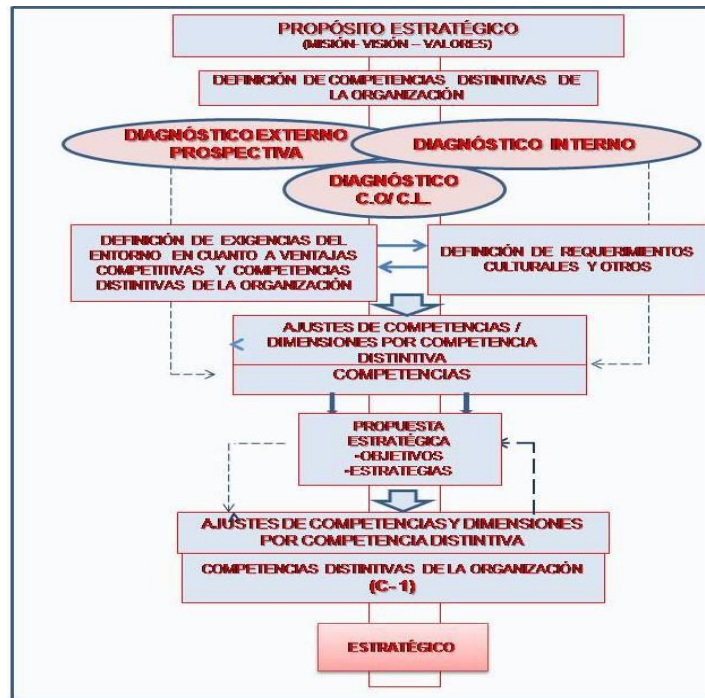 PROPÓSITO ESTRATÉGICO
(MISIÓN- VISIÓN – VALORES)
DEFINICIÓN DE COMPETENCIAS DISTINTIVAS DE
LA ORGANIZACIÓN
DIAGNÓSTICO EXTERNO
PROSPECTIVA
DIAGNÓSTICO INTERNO
DIAGNÓSTICO
C.O/ C.L.
DEFINICIÓN DE EXIGENCIAS DEL
ENTORNO EN CUANTO A VENTAJAS
COMPETITIVAS Y COMPETENCIAS
DISTINTIVAS DE LA ORGANIZACIÓN
DEFINICIÓN DE REQUERIMIENTOS
CULTURALES Y OTROS
AJUSTES DE COMPETENCIAS /
DIMENSIONES POR COMPETENCIA
DISTINTIVA
COMPETENCIAS
PROPUESTA
ESTRATÉGICA
-OBJETIVOS
-ESTRATEGIAS
AJUSTES DE COMPETENCIAS Y DIMENSIONES
POR COMPETENCIA DISTINTIVA
COMPETENCIAS DISTINTIVAS DE LA ORGANIZACIÓN
(C- 1)
ESTRATÉGICO